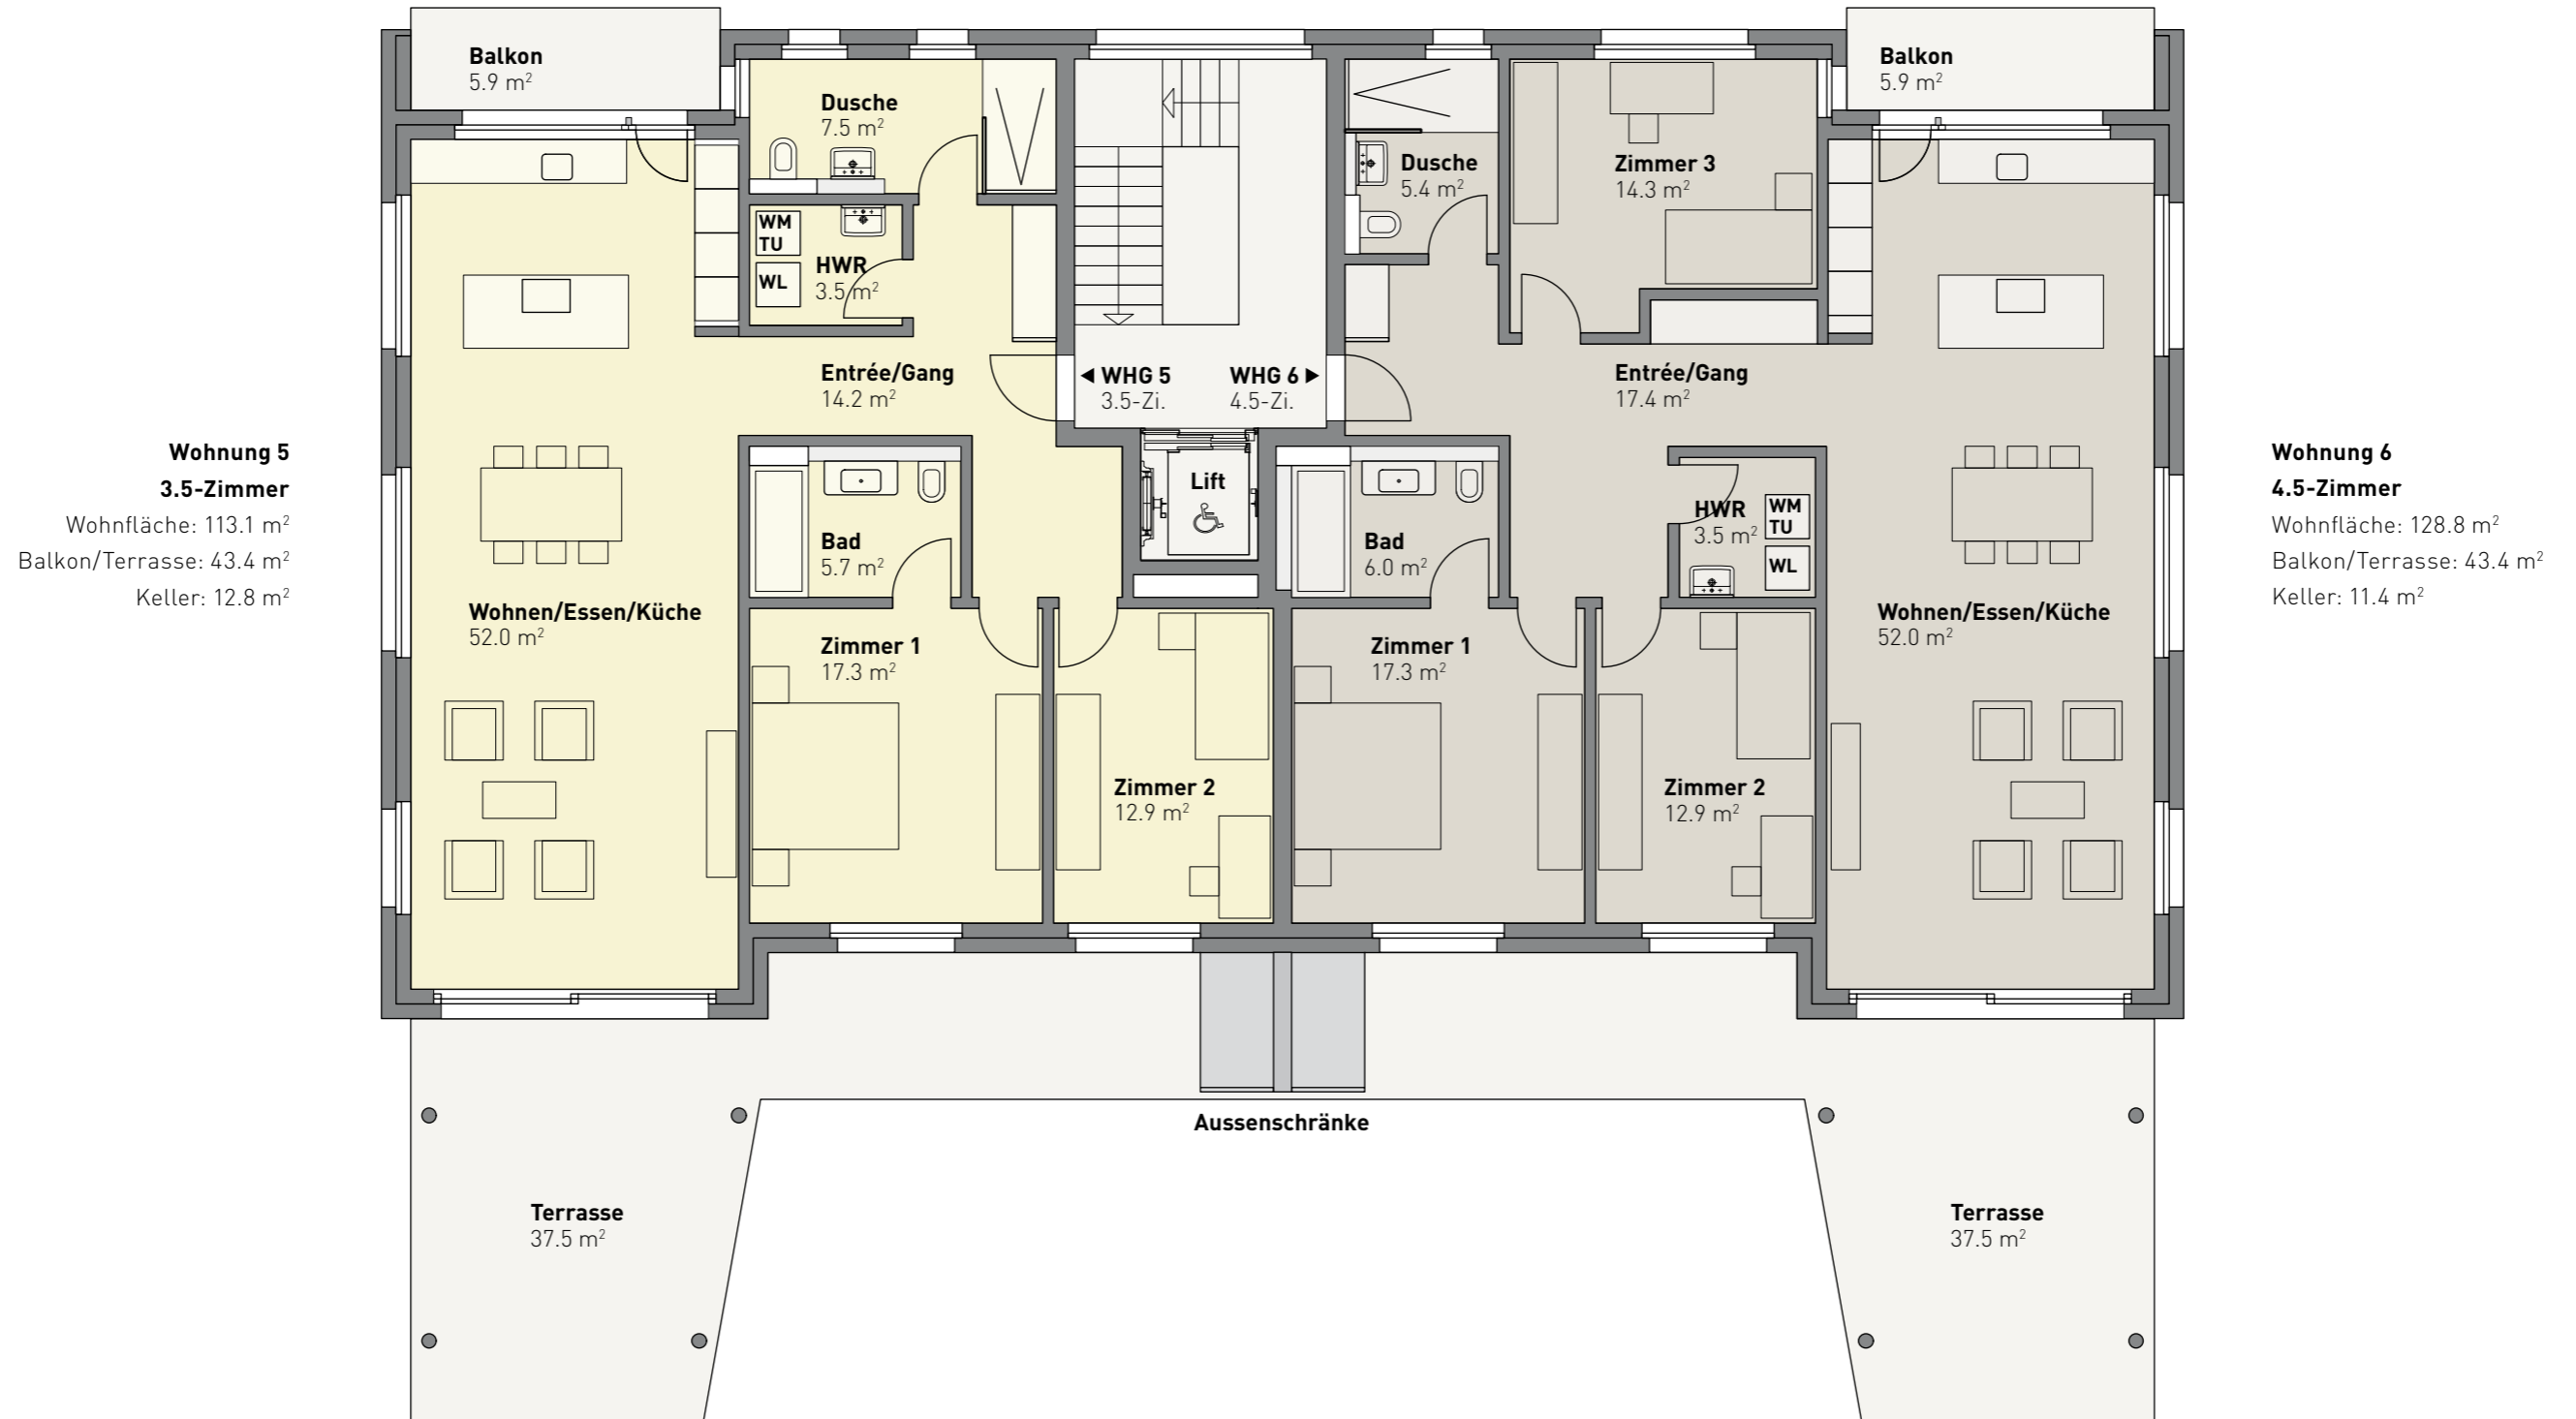 Balkon
5.9 m²
Dusche
7.5 m²
WM
TU
WL
HWR
3.5 m²
Entrée/Gang
14.2 m²
WHG 5
3.5-Zi.
WHG 6
4.5-Zi.
Lift
Dusche
5.4 m²
Zimmer 3
14.3 m²
Balkon
5.9 m²
Entrée/Gang
17.4 m²
Wohnung 5
3.5-Zimmer
Wohnfläche: 113.1 m²
Balkon/Terrasse: 43.4 m²
Keller: 12.8 m²
Wohnen/Essen/Küche
52.0 m²
Bad
5.7 m²
Zimmer 1
17.3 m²
Zimmer 2
12.9 m²
Bad
6.0 m²
Zimmer 1
17.3 m²
HWR
3.5 m²
WM
TU
WL
Zimmer 2
12.9 m²
Wohnen/Essen/Küche
52.0 m²
Wohnung 6
4.5-Zimmer
Wohnfläche: 128.8 m²
Balkon/Terrasse: 43.4 m²
Keller: 11.4 m²
Aussenschränke
Terrasse
37.5 m²
Terrasse
37.5 m²